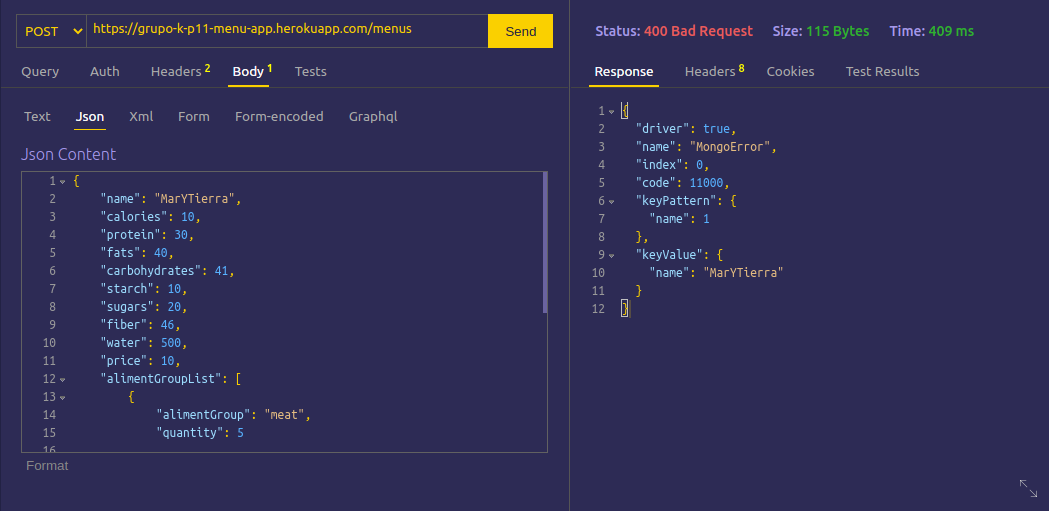 POST https://grupo-k-p11-menu-app.herokuapp.com/menus Send
Query Auth Headers 2 Body 1 Tests
Text Json Xml Form Form-encoded Graphql
Json Content
1 {
2 "name": "MarYTierra",
3 "calories": 10,
4 "protein": 30,
5 "fats": 40,
6 "carbohydrates": 41,
7 "starch": 10,
8 "sugars": 20,
9 "fiber": 46,
10 "water": 500,
11 "price": 10,
12 "alimentGroupList": [
13 {
14 "alimentGroup": "meat",
15 "quantity": 5
16
Format
Status: 400 Bad Request Size: 115 Bytes Time: 409 ms
Response Headers 8 Cookies Test Results
1 {
2 "driver": true,
3 "name": "MongoError",
4 "index": 0,
5 "code": 11000,
6 "keyPattern": {
7 "name": 1
8 },
9 "keyValue": {
10 "name": "MarYTierra"
11 }
12 }